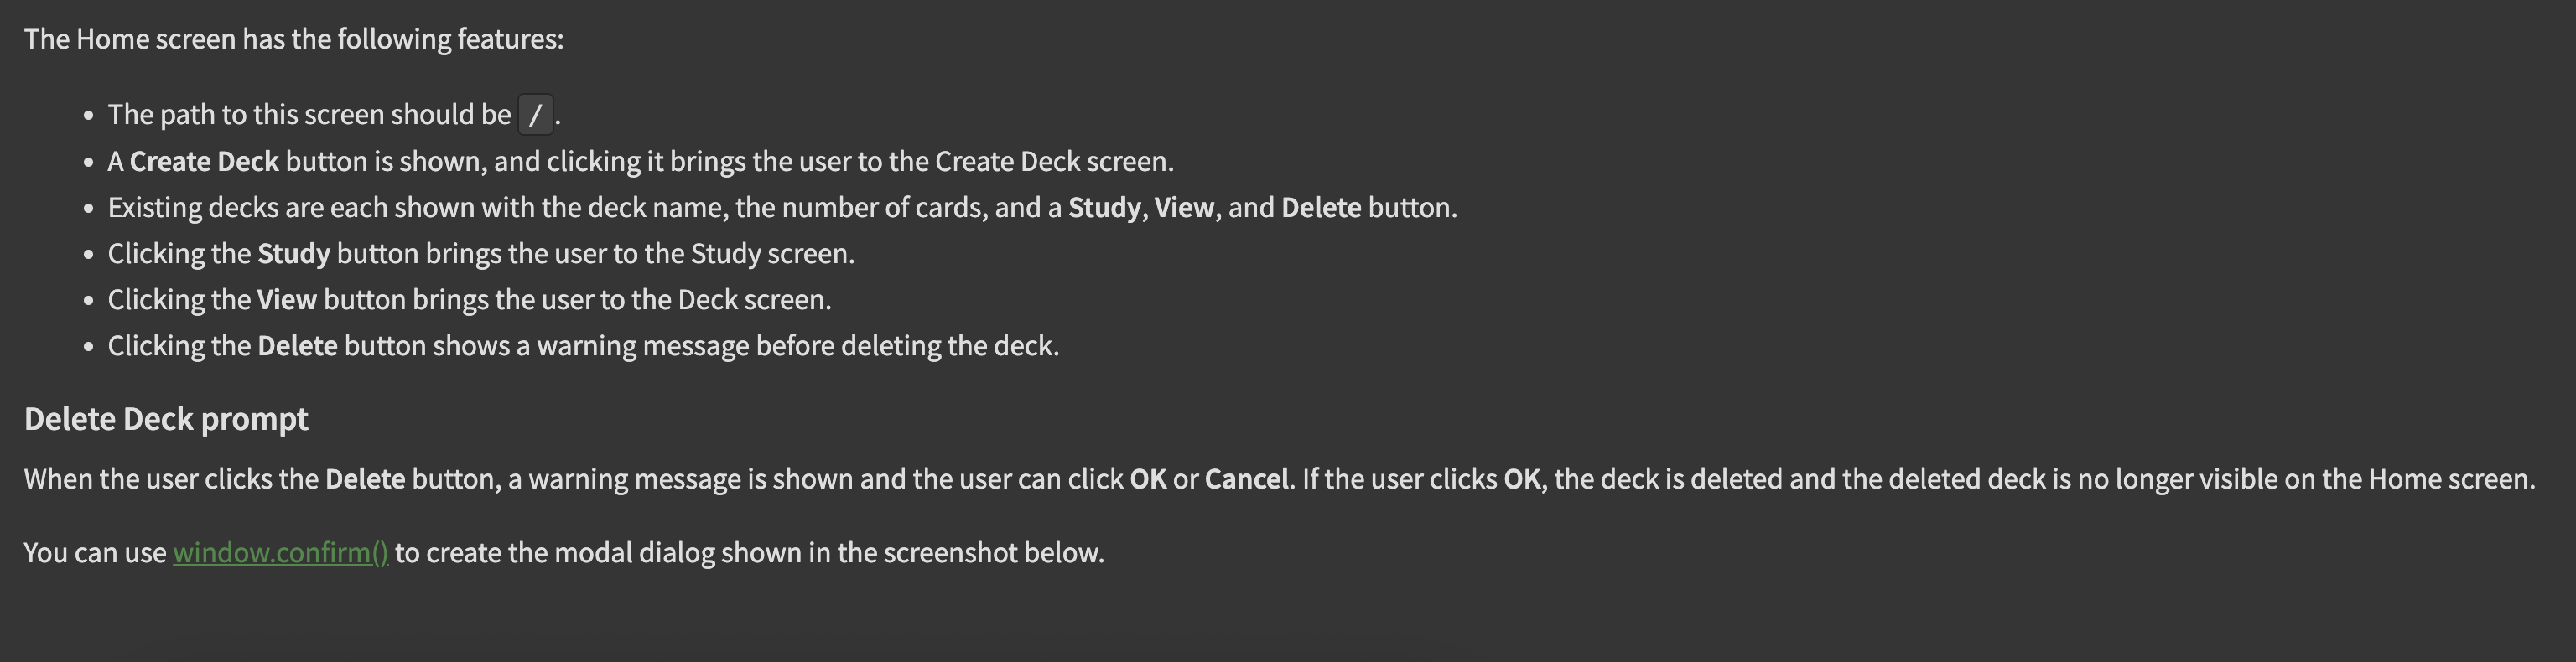 The Home screen has the following features:
• The path to this screen should be / .
• A Create Deck button is shown, and clicking it brings the user to the Create Deck screen.
• Existing decks are each shown with the deck name, the number of cards, and a Study, View, and Delete button.
• Clicking the Study button brings the user to the Study screen.
• Clicking the View button brings the user to the Deck screen.
• Clicking the Delete button shows a warning message before deleting the deck.
Delete Deck prompt
When the user clicks the Delete button, a warning message is shown and the user can click OK or Cancel. If the user clicks OK, the deck is deleted and the deleted deck is no longer visible on the Home screen.
You can use window.confirm() to create the modal dialog shown in the screenshot below.